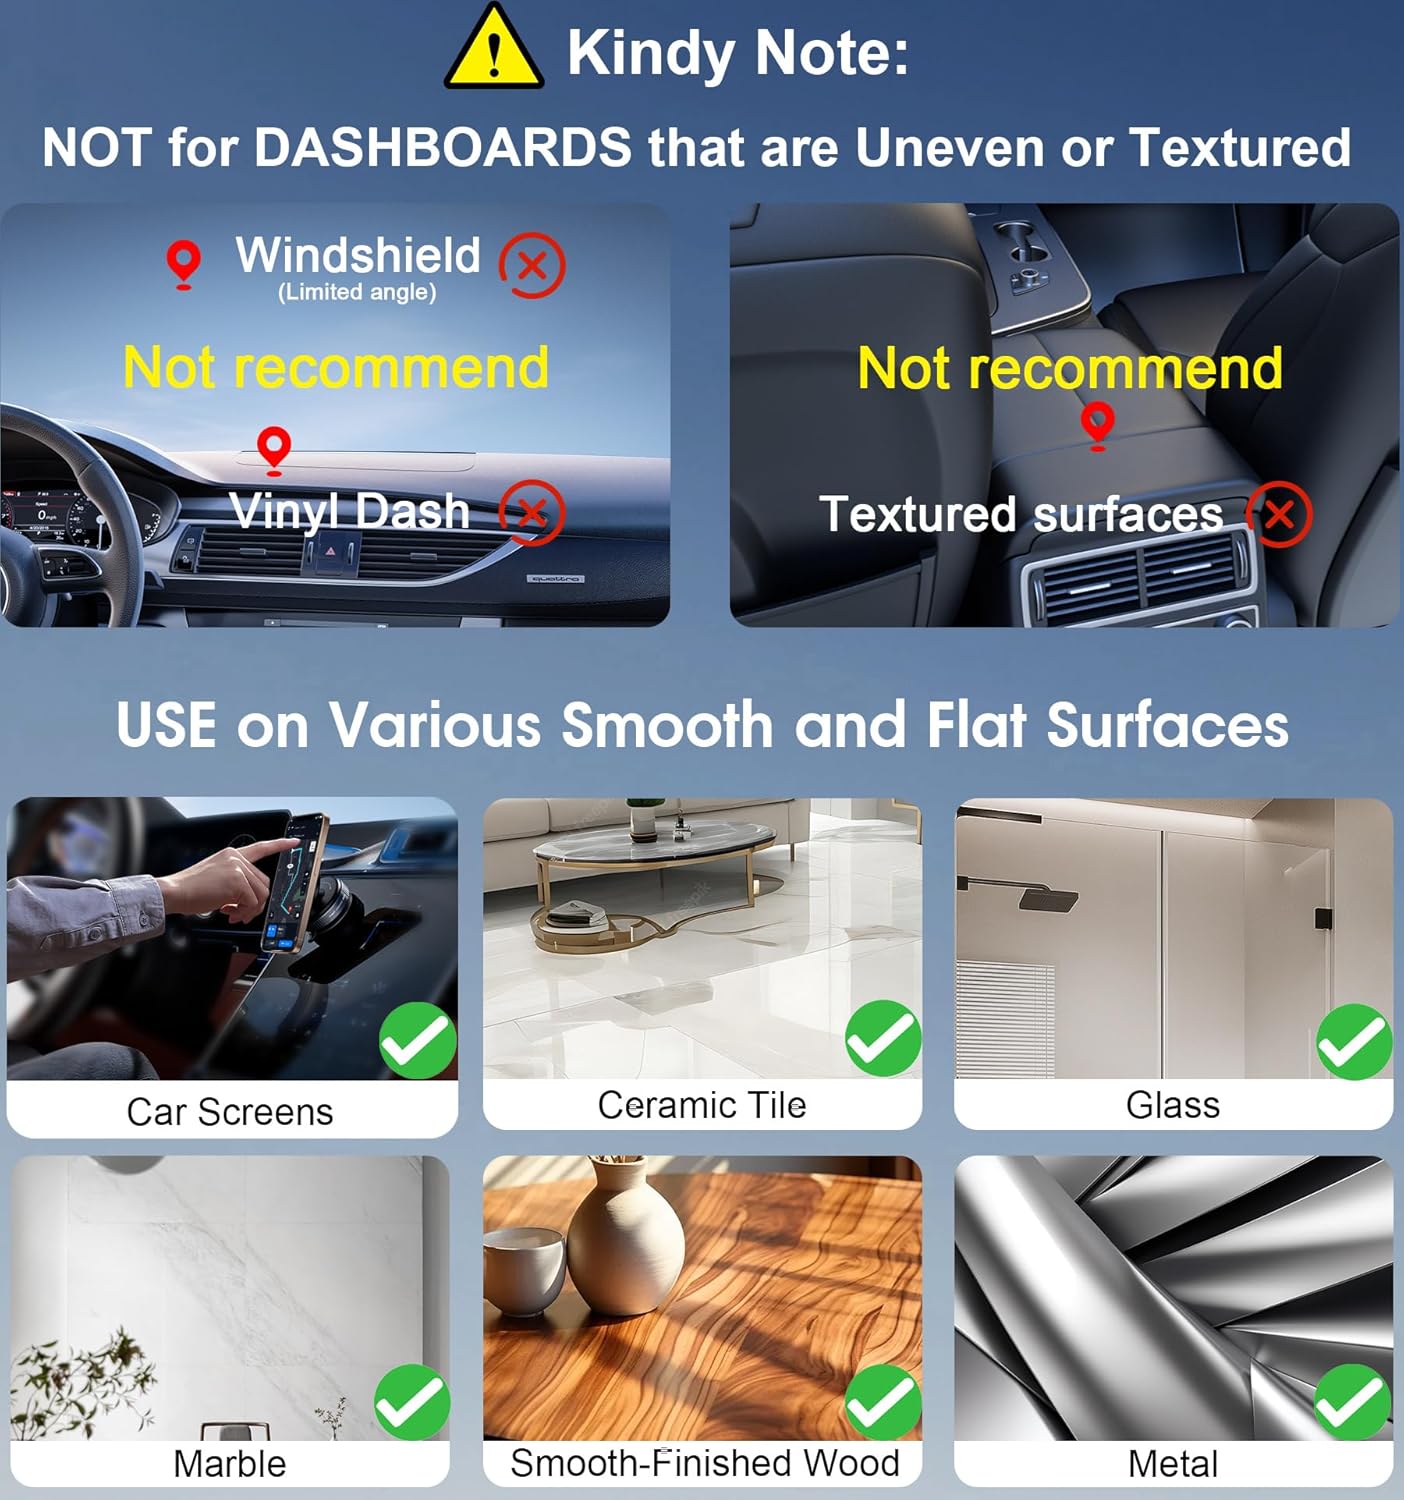 Kindy Note:
NOT for DASHBOARDS that are Uneven or Textured
Windshield
(Limited angle)
Not recommend
Vinyl Dash
quattro
Not recommend
Textured surfaces
USE on Various Smooth and Flat Surfaces
Car Screens
Ceramic Tile
Glass
Marble
Smooth-Finished Wood
Metal